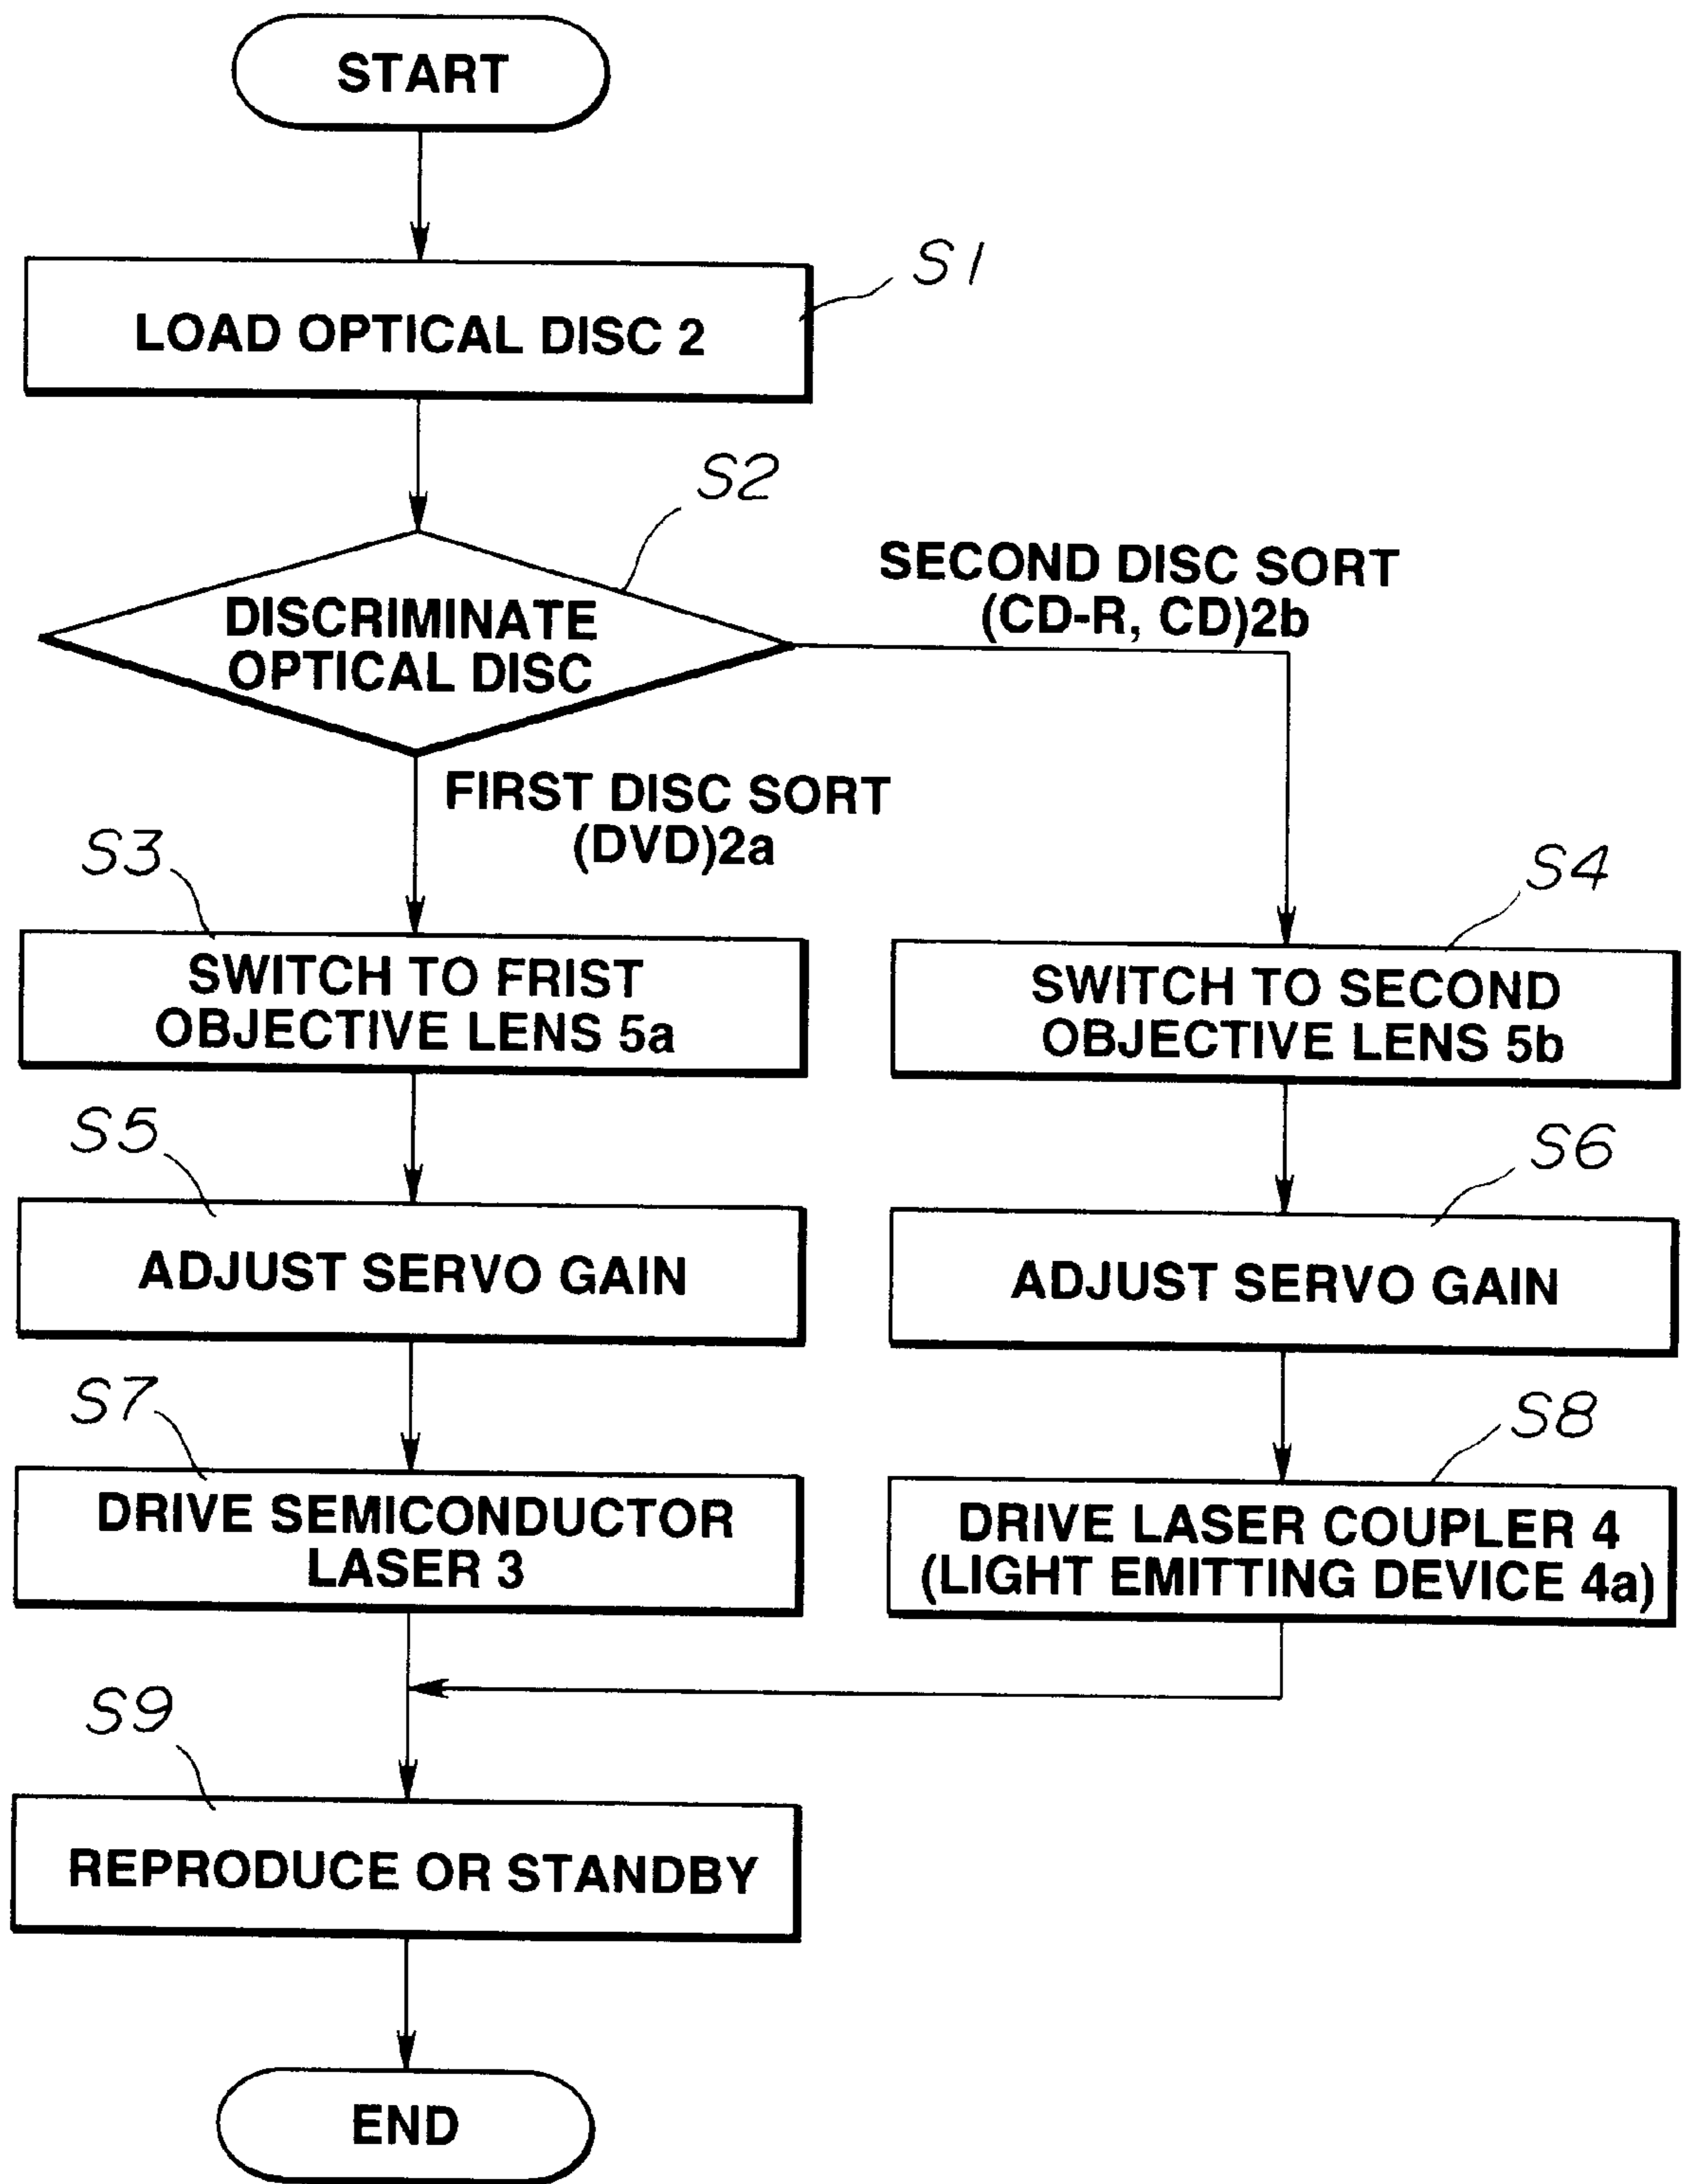 START
S1
LOAD OPTICAL DISC 2
S2
DISCRIMINATE
OPTICAL DISC
SECOND DISC SORT
(CD-R, CD)2b
FIRST DISC SORT
(DVD)2a
S3
SWITCH TO FRIST
OBJECTIVE LENS 5a
S4
SWITCH TO SECOND
OBJECTIVE LENS 5b
S5
ADJUST SERVO GAIN
S6
ADJUST SERVO GAIN
S7
DRIVE SEMICONDUCTOR
LASER 3
S8
DRIVE LASER COUPLER 4
(LIGHT EMITTING DEVICE 4a)
S9
REPRODUCE OR STANDBY
END